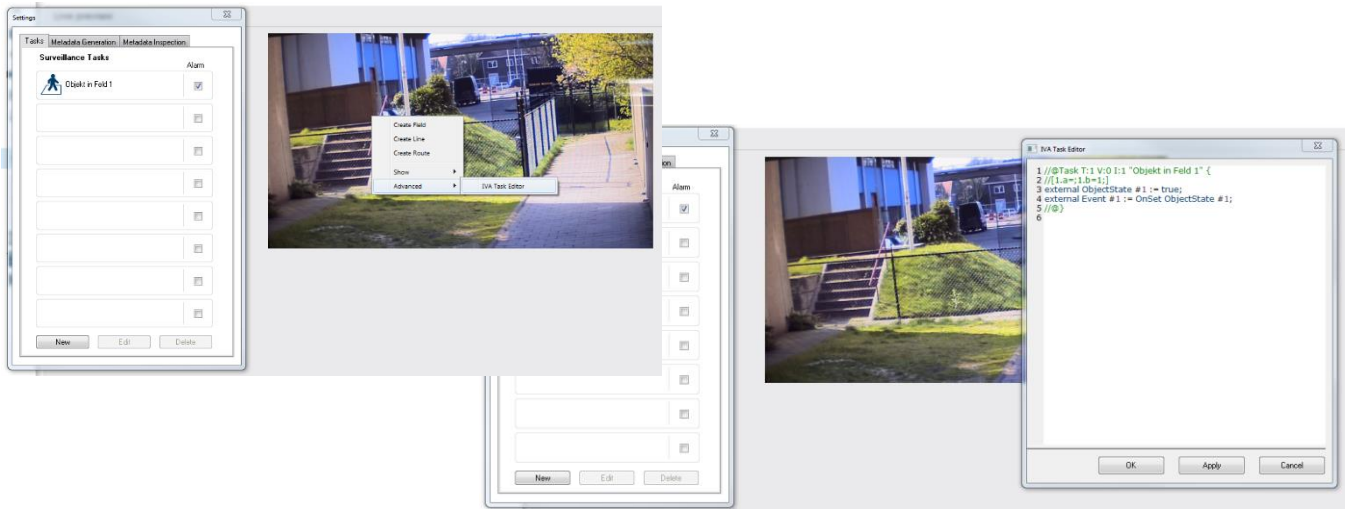 Settings
Tasks Metadata Generation Metadata Inspection
Surveillance Tasks
Alarm
Objekt in Feld 1
New Edit Delete
Create Field
Create Line
Create Route
Show
Advanced
IVA Task Editor
Alarm
New Edit Delete
IVA Task Editor
1 //@Task T:1 V:0 I:1 "Objekt in Feld 1" {
2 //[1.a=;1.b=1;]
3 external ObjectState #1 := true;
4 external Event #1 := OnSet ObjectState #1;
5 //@}
6
OK Apply Cancel